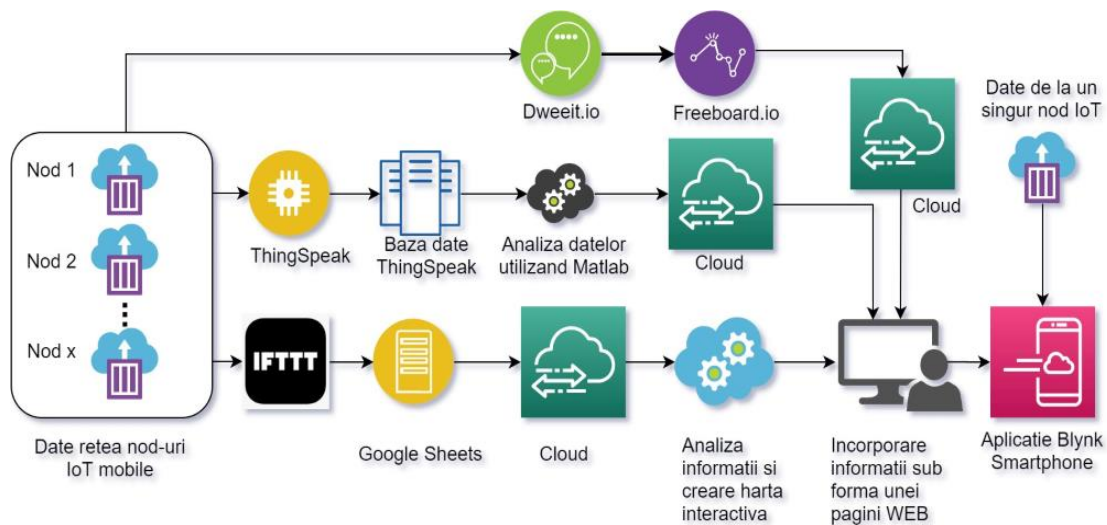 Dweeit.io
Freeboard.io
Date de la un
singur nod IoT
Cloud
Nod 1
Nod 2
Nod x
ThingSpeak
Baza date
ThingSpeak
Analiza datelor
utilizand Matlab
Cloud
IFTTT
Date retea nod-uri
IoT mobile
Google Sheets
Cloud
Analiza
informatii si
creare harta
interactiva
Incorporare
informatii sub
forma unei
pagini WEB
Aplicatie Blynk
Smartphone